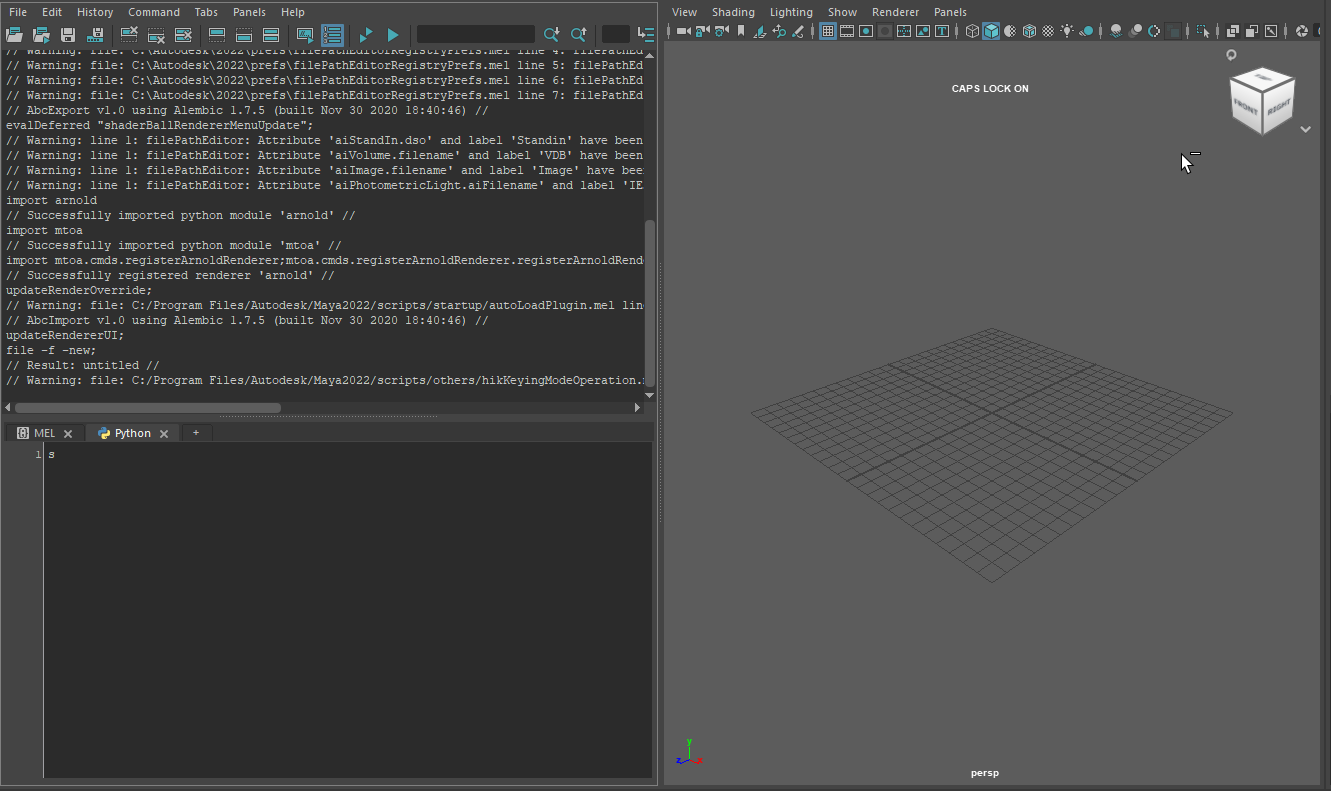 File Edit History Command Tabs Panels Help
// Warning: file: C:\Autodesk\2022\prefs\filePathEditorRegistryPrefs.mel line 4: filePathEd
// Warning: file: C:\Autodesk\2022\prefs\filePathEditorRegistryPrefs.mel line 5: filePathEd
// Warning: file: C:\Autodesk\2022\prefs\filePathEditorRegistryPrefs.mel line 6: filePathEd
// Warning: file: C:\Autodesk\2022\prefs\filePathEditorRegistryPrefs.mel line 7: filePathEd
// AbcExport v1.0 using Alembic 1.7.5 (built Nov 30 2020 18:40:46) //
evalDeferred "shaderBallRendererMenuUpdate";
// Warning: line 1: filePathEditor: Attribute 'aiStandIn.dso' and label 'Standin' have been
// Warning: line 1: filePathEditor: Attribute 'aiVolume.filename' and label 'VDB' have been
// Warning: line 1: filePathEditor: Attribute 'aiImage.filename' and label 'Image' have bee
// Warning: line 1: filePathEditor: Attribute 'aiPhotometricLight.aiFilename' and label 'IE
import arnold
// Successfully imported python module 'arnold' //
import mtoa
// Successfully imported python module 'mtoa' //
import mtoa.cmds.registerArnoldRenderer;mtoa.cmds.registerArnoldRenderer.registerArnoldRend
// Successfully registered renderer 'arnold' //
updateRenderOverride;
// Warning: file: C:/Program Files/Autodesk/Maya2022/scripts/startup/autoLoadPlugin.mel lin
// AbcImport v1.0 using Alembic 1.7.5 (built Nov 30 2020 18:40:46) //
updateRendererUI;
file -f -new;
// Result: untitled //
// Warning: file: C:/Program Files/Autodesk/Maya2022/scripts/others/hikKeyingModeOperation.
MEL Python +
1 s
View Shading Lighting Show Renderer Panels
CAPS LOCK ON
FRONT RIGHT
y
z x
persp